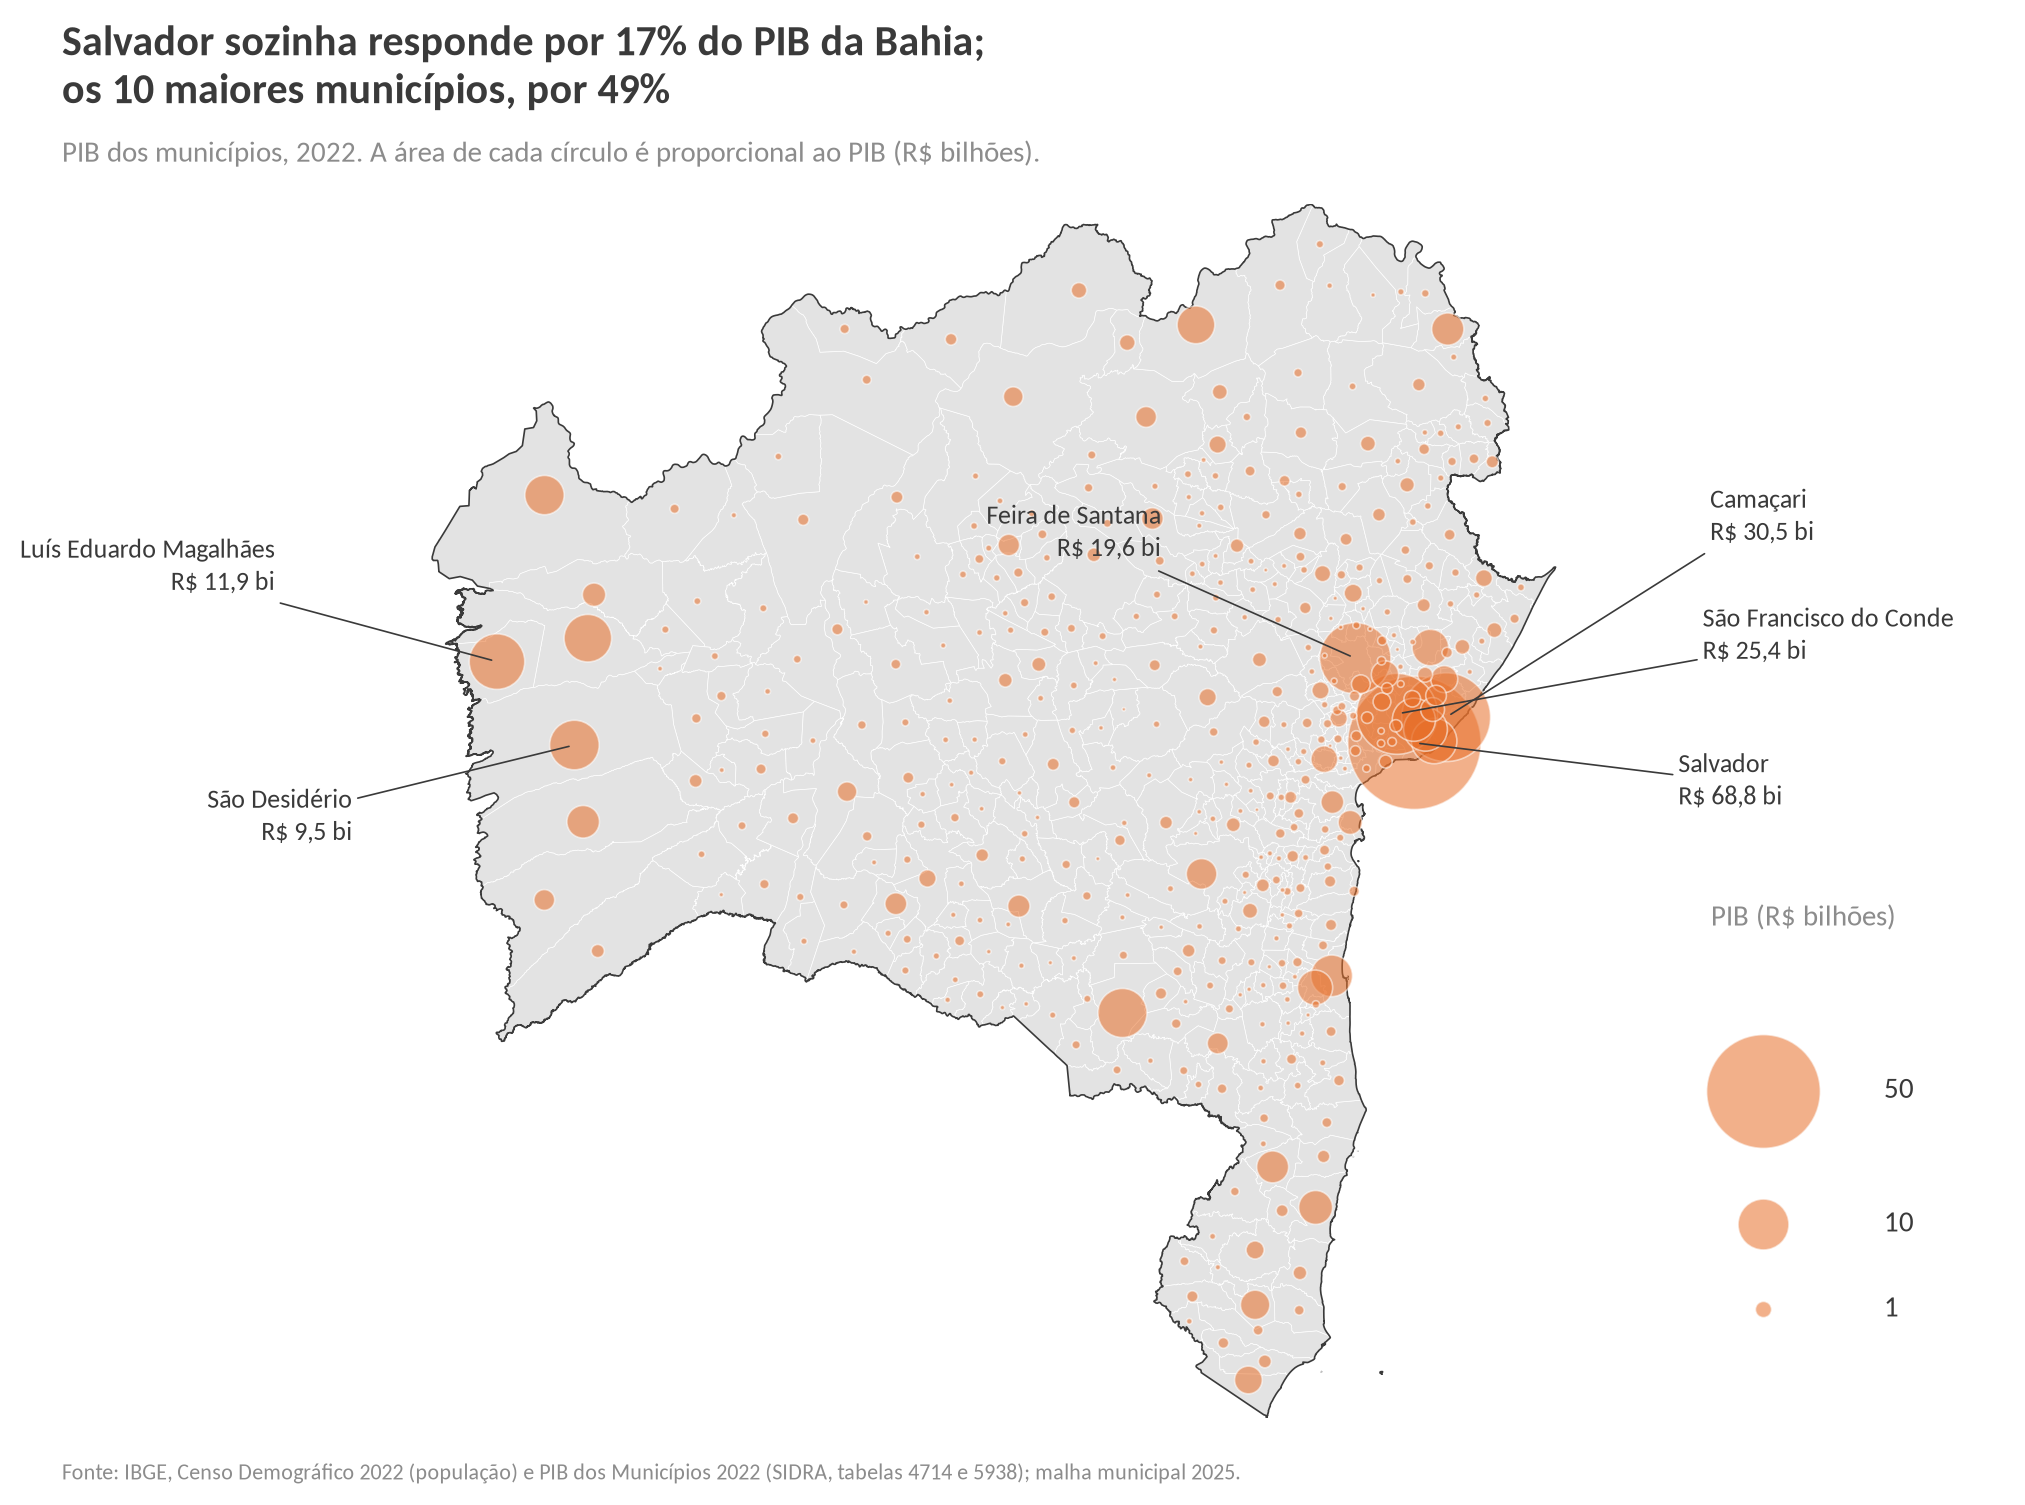 Salvador sozinha responde por 17% do PIB da Bahia;
os 10 maiores municípios, por 49%
PIB dos municípios, 2022. A área de cada círculo é proporcional ao PIB (R$ bilhões).
Camaçari
R$ 30,5 bi
Feira de Santana
R$ 19,6 bi
Luís Eduardo Magalhães
R$ 11,9 bi
São Francisco do Conde
R$ 25,4 bi
Salvador
R$ 68,8 bi
São Desidério
R$ 9,5 bi
PIB (R$ bilhões)
50
10
1
Fonte: IBGE, Censo Demográfico 2022 (população) e PIB dos Municípios 2022 (SIDRA, tabelas 4714 e 5938); malha municipal 2025.